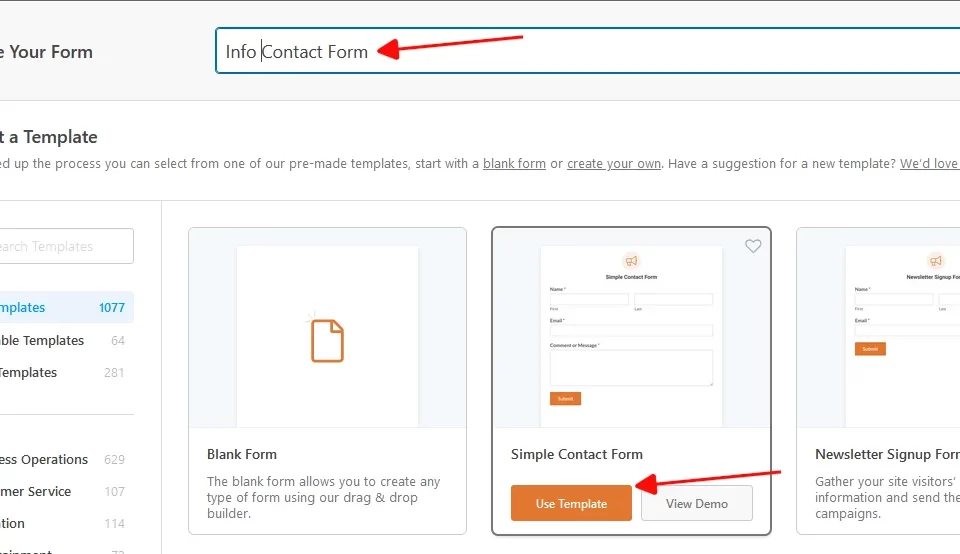 e Your Form
Info Contact Form
t a Template
ed up the process you can select from one of our pre-made templates, start with a blank form or create your own. Have a suggestion for a new template? We'd love
earch Templates
mplates 1077
ble Templates 64
Templates 281
ess Operations 629
mer Service 107
ation 114
Simple Contact Form
Name *
First
Last
Email *
Comment or Message *
Submit
Newsletter Signup For
Name *
First
Last
Email *
Submit
Blank Form
The blank form allows you to create any
type of form using our drag & drop
builder.
Simple Contact Form
Use Template
View Demo
Newsletter Signup Form
Gather your site visitors'
information and send the
campaigns.